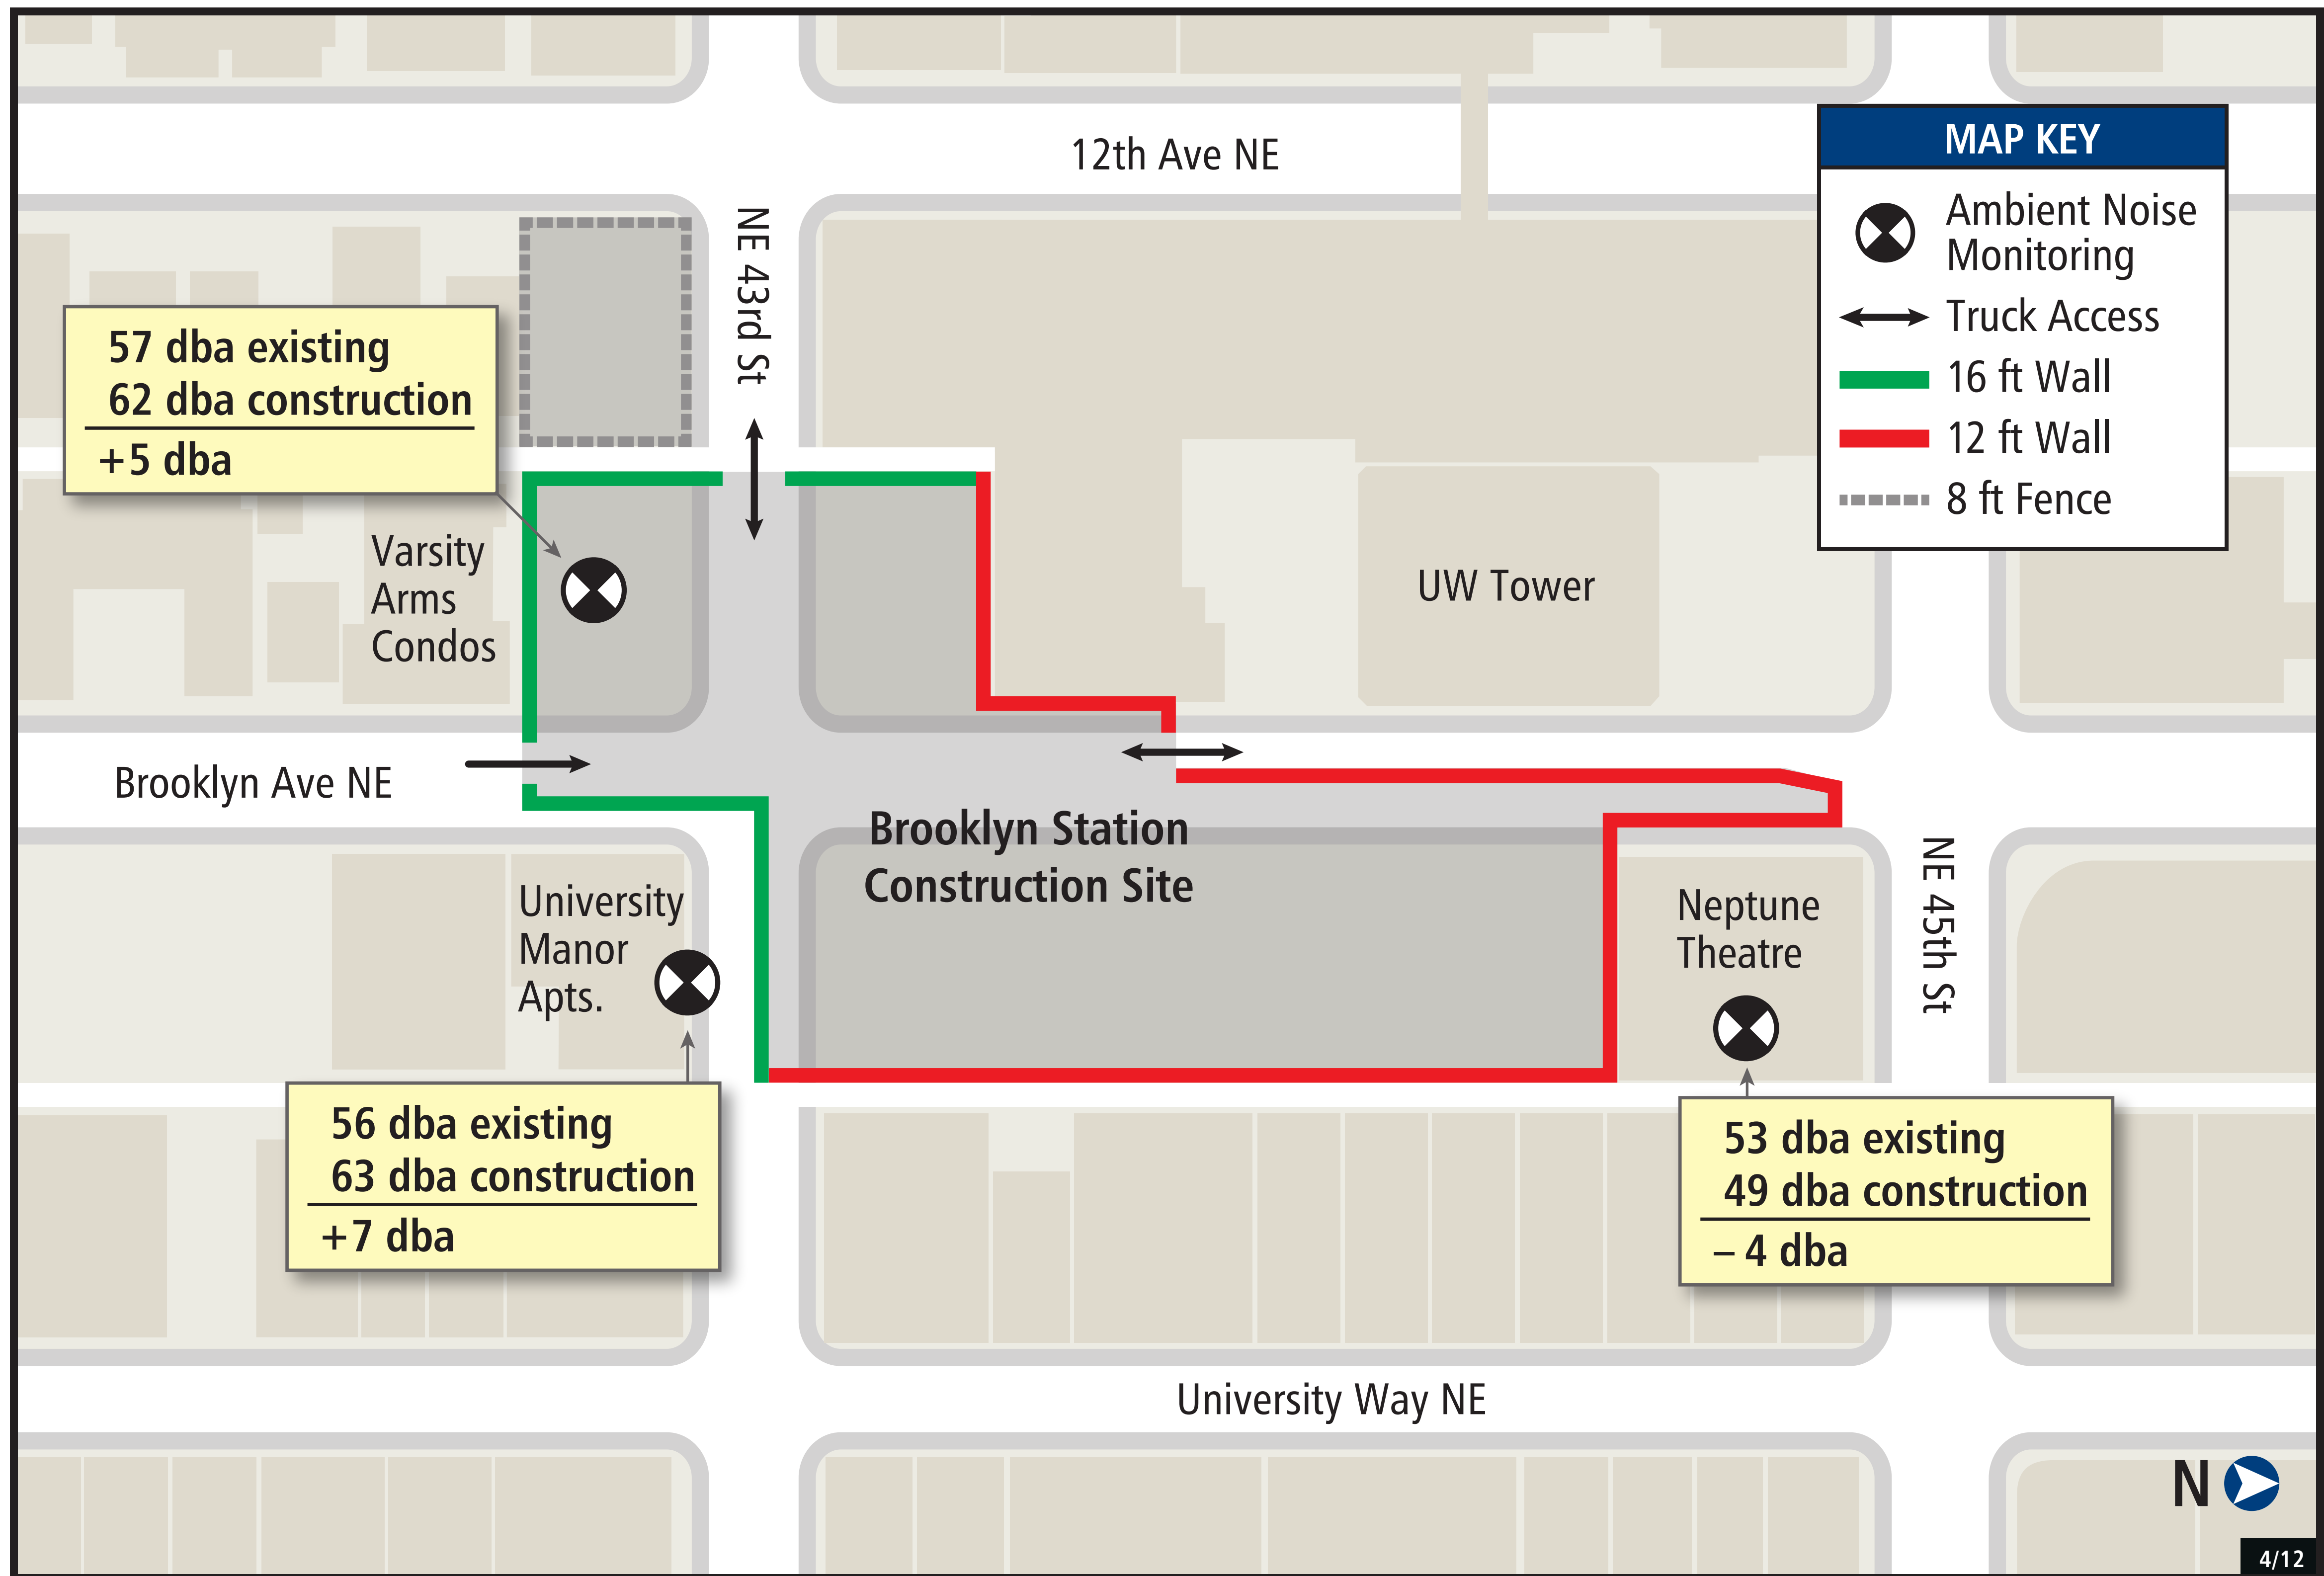 12th Ave NE
MAP KEY
Ambient Noise
Monitoring
Truck Access
16 ft Wall
12 ft Wall
8 ft Fence
NE 43rd St
57 dba existing
62 dba construction
+5 dba
Varsity
Arms
Condos
UW Tower
Brooklyn Ave NE
Brooklyn Station
Construction Site
University
Manor
Apts.
Neptune
Theatre
NE 45th St
56 dba existing
63 dba construction
+7 dba
53 dba existing
49 dba construction
– 4 dba
University Way NE
N
4/12